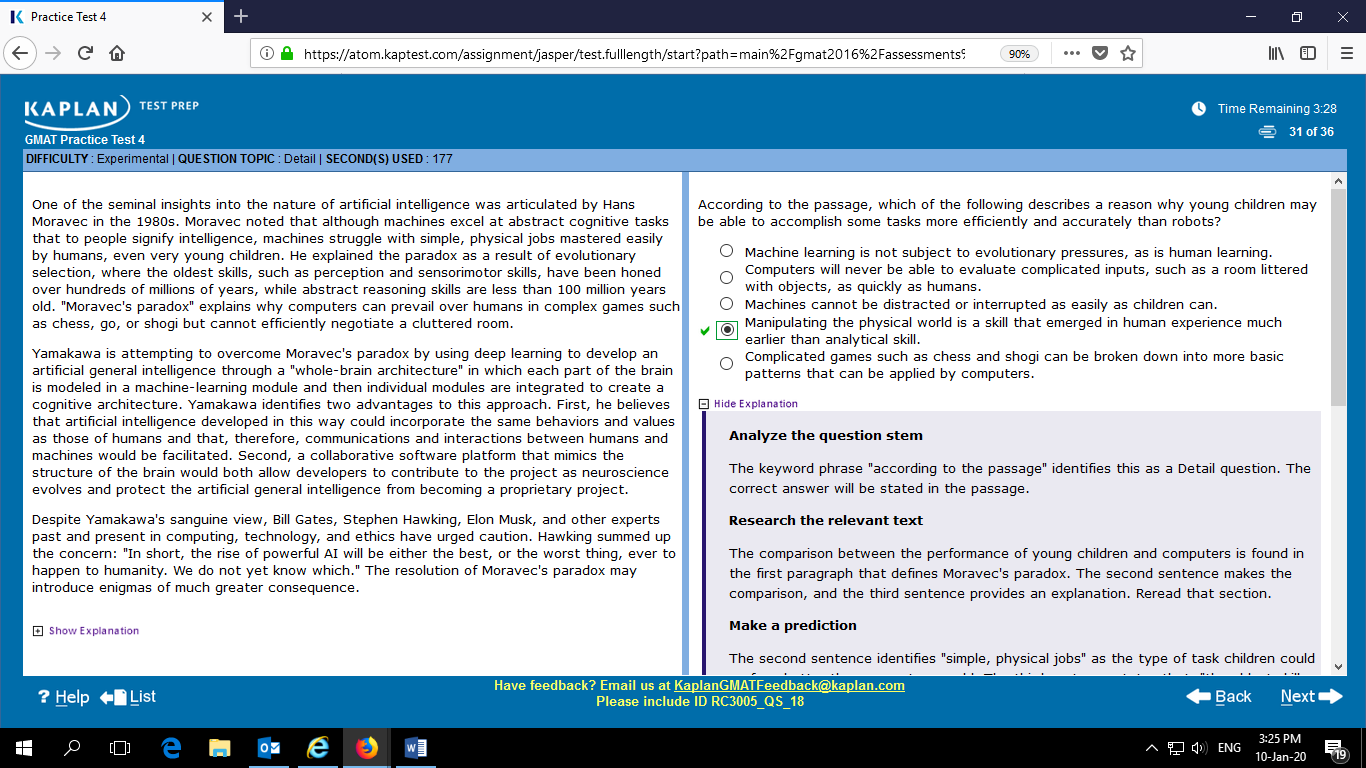 Practice Test 4
https://atom.kaptest.com/assignment/jasper/test.fulllength/start?path=main%2Fgmat2016%2Fassessments%
90%
KAPLAN TEST PREP
GMAT Practice Test 4
Time Remaining 3:28
31 of 36
DIFFICULTY : Experimental | QUESTION TOPIC : Detail | SECOND(S) USED : 177
One of the seminal insights into the nature of artificial intelligence was articulated by Hans
Moravec in the 1980s. Moravec noted that although machines excel at abstract cognitive tasks
that to people signify intelligence, machines struggle with simple, physical jobs mastered easily
by humans, even very young children. He explained the paradox as a result of evolutionary
selection, where the oldest skills, such as perception and sensorimotor skills, have been honed
over hundreds of millions of years, while abstract reasoning skills are less than 100 million years
old. "Moravec's paradox" explains why computers can prevail over humans in complex games such
as chess, go, or shogi but cannot efficiently negotiate a cluttered room.
Yamakawa is attempting to overcome Moravec's paradox by using deep learning to develop an
artificial general intelligence through a "whole-brain architecture" in which each part of the brain
is modeled in a machine-learning module and then individual modules are integrated to create a
cognitive architecture. Yamakawa identifies two advantages to this approach. First, he believes
that artificial intelligence developed in this way could incorporate the same behaviors and values
as those of humans and that, therefore, communications and interactions between humans and
machines would be facilitated. Second, a collaborative software platform that mimics the
structure of the brain would both allow developers to contribute to the project as neuroscience
evolves and protect the artificial general intelligence from becoming a proprietary project.
Despite Yamakawa's sanguine view, Bill Gates, Stephen Hawking, Elon Musk, and other experts
past and present in computing, technology, and ethics have urged caution. Hawking summed up
the concern: "In short, the rise of powerful AI will be either the best, or the worst thing, ever to
happen to humanity. We do not yet know which." The resolution of Moravec's paradox may
introduce enigmas of much greater consequence.
Show Explanation
According to the passage, which of the following describes a reason why young children may
be able to accomplish some tasks more efficiently and accurately than robots?
Machine learning is not subject to evolutionary pressures, as is human learning.
Computers will never be able to evaluate complicated inputs, such as a room littered
with objects, as quickly as humans.
Machines cannot be distracted or interrupted as easily as children can.
Manipulating the physical world is a skill that emerged in human experience much
earlier than analytical skill.
Complicated games such as chess and shogi can be broken down into more basic
patterns that can be applied by computers.
Hide Explanation
Analyze the question stem
The keyword phrase "according to the passage" identifies this as a Detail question. The
correct answer will be stated in the passage.
Research the relevant text
The comparison between the performance of young children and computers is found in
the first paragraph that defines Moravec's paradox. The second sentence makes the
comparison, and the third sentence provides an explanation. Reread that section.
Make a prediction
The second sentence identifies "simple, physical jobs" as the type of task children could
? Help
List
Have feedback? Email us at KaplanGMATFeedback@kaplan.com
Please include ID RC3005_QS_18
Back
Next
ENG
3:25 PM
10-Jan-20
19